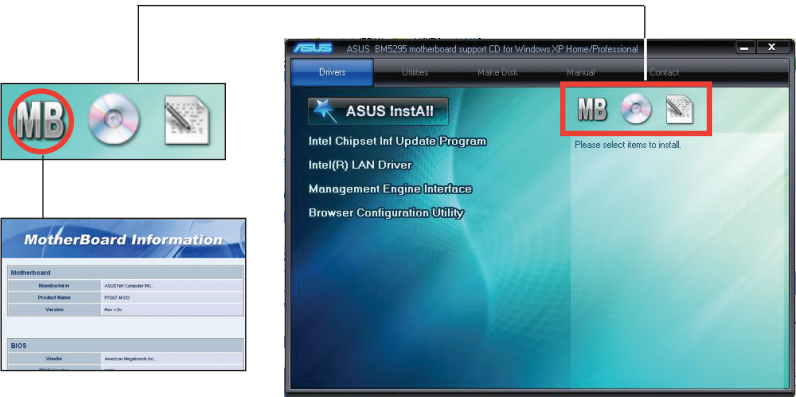 MB
MotherBoard Information
Motherboard
Manufacturer ASUSTeK Computer INC.
Product Name
Version Rev x.0x
BIOS
Vendor American Megatrends Inc.
ASUS ASUS BM5295 motherboard support CD for Windows XP Home/Professional
Drivers Utilities Make Disk Manual Contact
ASUS InstAll
Intel Chipset Inf Update Program
Intel(R) LAN Driver
Management Engine Interface
Browser Configuration Utility
MB
Please select items to install.